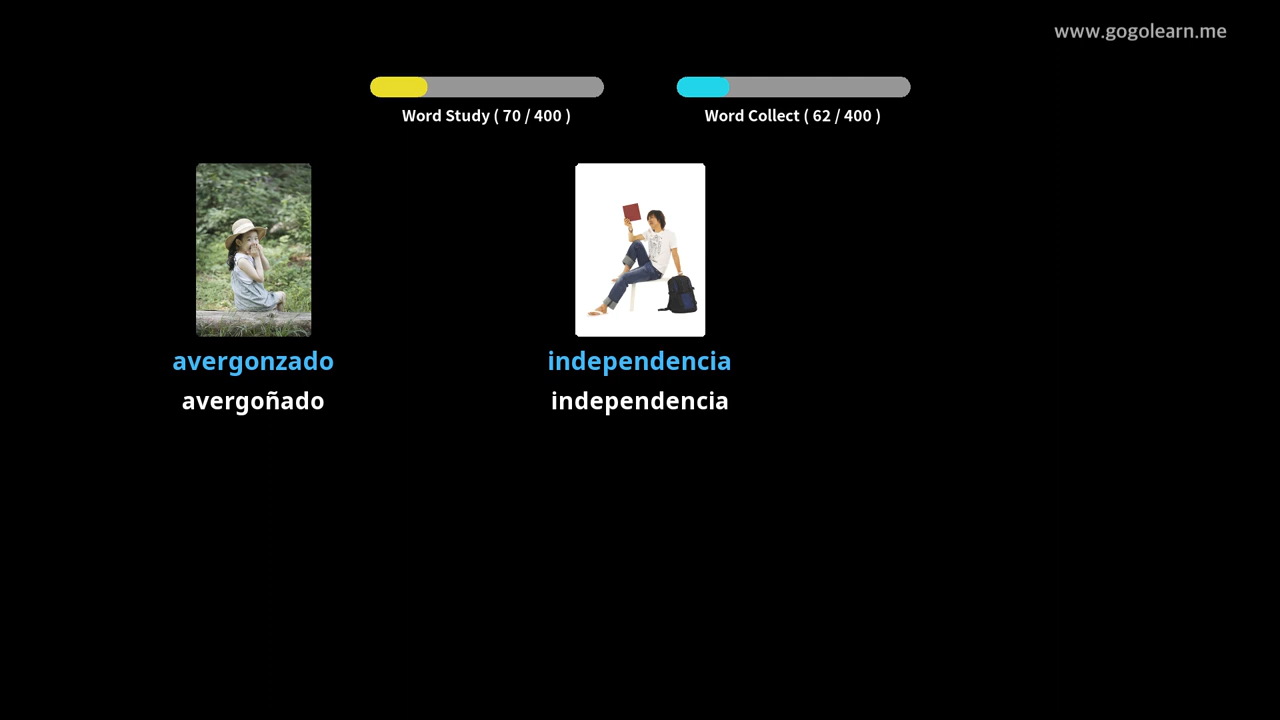 www.gogolearn.me
Word Study ( 70 / 400 )
Word Collect ( 62 / 400 )
avergonzado
independencia
avergoñado
independencia